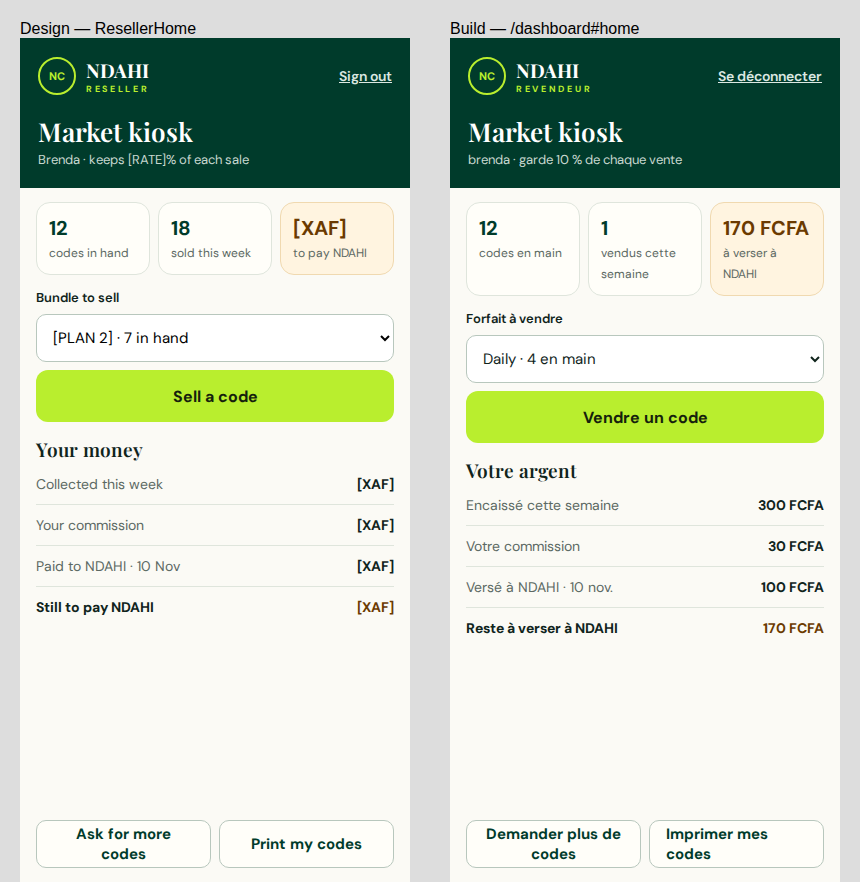 Design — ResellerHome
NC
NDAHI
RESELLER
Sign out
Market kiosk
Brenda · keeps [RATE]% of each sale
12
codes in hand
18
sold this week
[XAF]
to pay NDAHI
Bundle to sell
[PLAN 2] · 7 in hand
Sell a code
Your money
Collected this week [XAF]
Your commission [XAF]
Paid to NDAHI · 10 Nov [XAF]
Still to pay NDAHI [XAF]
Ask for more
codes
Print my codes
Build — /dashboard#home
NC
NDAHI
REVENDEUR
Se déconnecter
Market kiosk
brenda · garde 10 % de chaque vente
12
codes en main
1
vendus cette
semaine
170 FCFA
à verser à
NDAHI
Forfait à vendre
Daily · 4 en main
Vendre un code
Votre argent
Encaissé cette semaine 300 FCFA
Votre commission 30 FCFA
Versé à NDAHI · 10 nov. 100 FCFA
Reste à verser à NDAHI 170 FCFA
Demander plus de
codes
Imprimer mes
codes